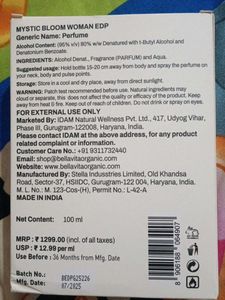 MYSTIC BLOOM WOMAN EDP
Generic Name: Perfume
Alcohol Content: (95% v/v) 80% w/w Denatured with t-Butyl Alcohol and
Denatonium Benzoate.
INGREDIENTS: Alcohol Denat., Fragrance (PARFUM) and Aqua.
Suggested usage: Hold bottle 15-20 cm away from body and spray the perfume on
your neck, body and pulse points.
Storage: Store in a cool and dry place, away from direct sunlight.
WARNING: Patch test recommended before use. Natural ingredients may
cloud or separate, this does not affect the quality or efficacy of the product. Keep
away from heat & fire. Keep out of reach of children. Do not drink or spray on eyes.
FOR EXTERNAL USE ONLY
Marketed By: IDAM Natural Wellness Pvt. Ltd., 417, Udyog Vihar,
Phase III, Gurugram-122008, Haryana, India.
Please contact IDAM at the above address, for any product
related complaint or information.
Contact us: +91 9311732440
Email: shop@bellavitaorganic.com
Website: www.bellavitaorganic.com
Manufactured By: Stella Industries Limited, Old Khandsa
Road, Sector-37, HSIIDC, Gurugram-122 004, Haryana, India.
M. L. No.: M. 123-C(H), Permit No.: L-42-A
MADE IN INDIA
Net Quantity: 100 ml
MRP : ₹ 1299.00 (incl. of all taxes)
USP : ₹ 12.99 per ml
Use Before : 36 Months from Mfg. Date
Batch No.: BEDP625226
Mfg. Date: 07/2025
8 906188 064907